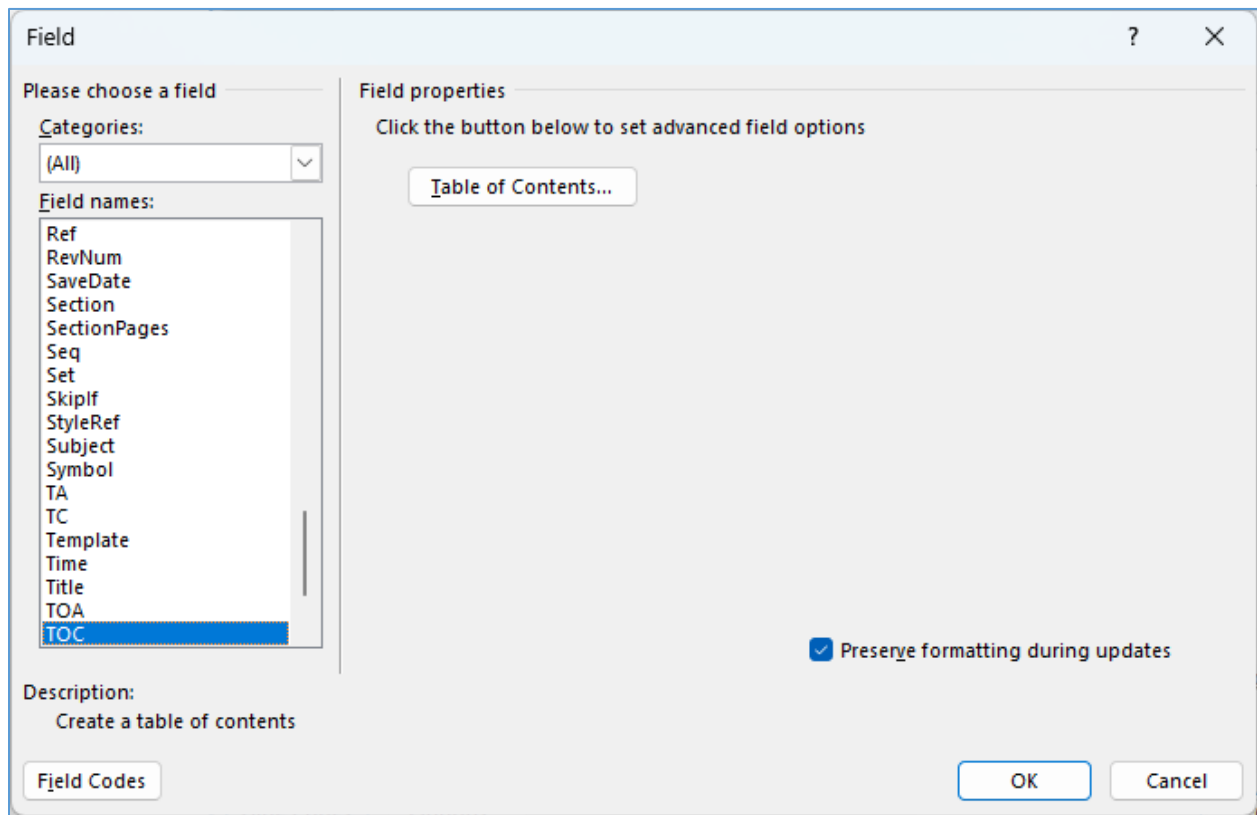 Field
?
Please choose a field
Categories:
(All)
Field names:
Ref
RevNum
SaveDate
Section
SectionPages
Seq
Set
SkipIf
StyleRef
Subject
Symbol
TA
TC
Template
Time
Title
TOA
TOC
Field properties
Click the button below to set advanced field options
Table of Contents...
Preserve formatting during updates
Description:
Create a table of contents
Field Codes
OK
Cancel